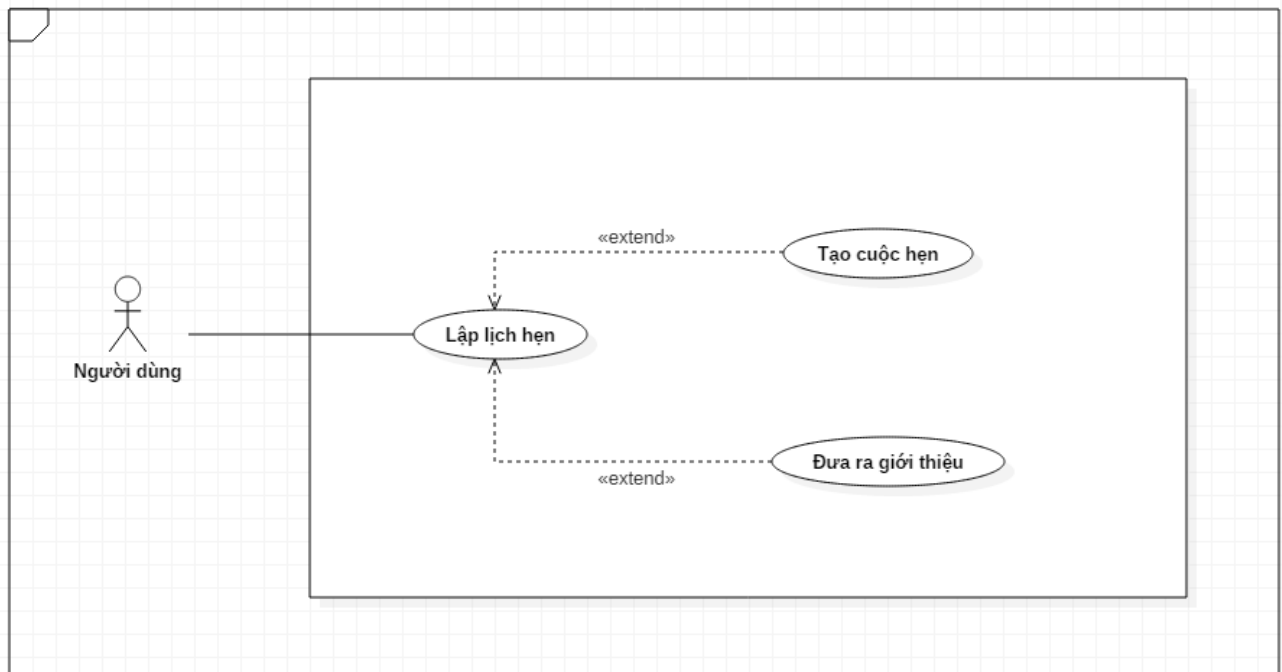 «extend»
Tạo cuộc hẹn
Lập lịch hẹn
Người dùng
Đưa ra giới thiệu
«extend»